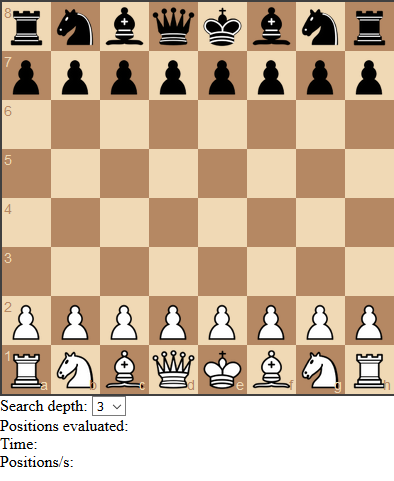 8
7
6
5
4
3
2
1
a b c d e f g h
Search depth: 3
Positions evaluated:
Time:
Positions/s: